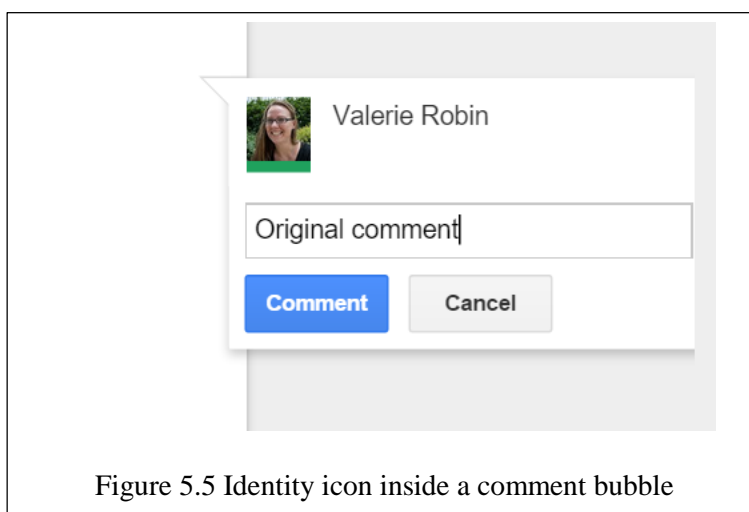 Valerie Robin
Original comment
Comment Cancel
Figure 5.5 Identity icon inside a comment bubble